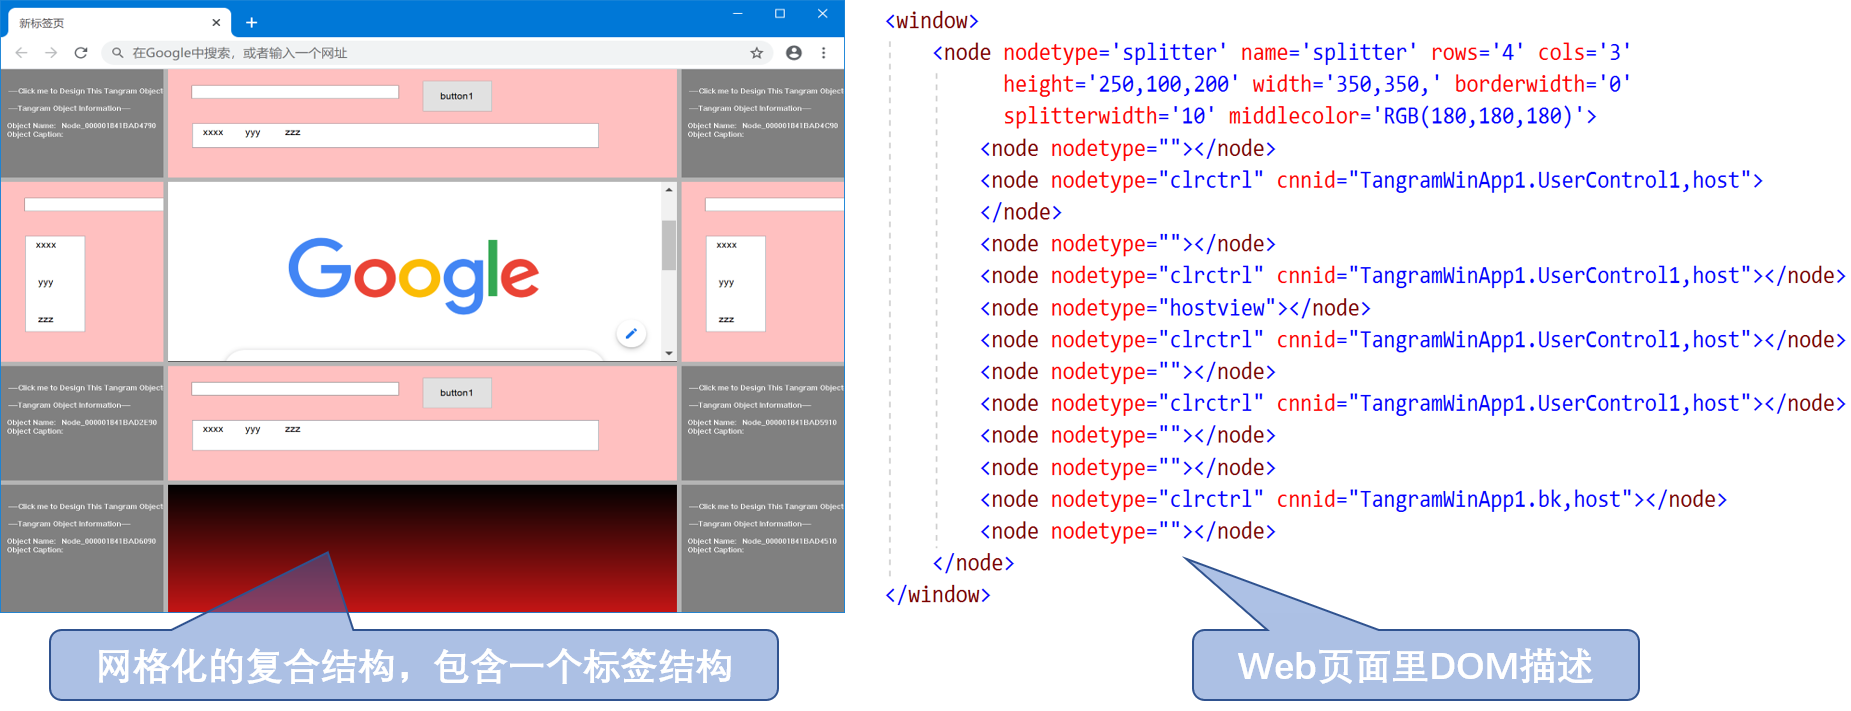 新标签页
在Google中搜索，或者输入一个网址
----Click me to Design This Tangram Object
----Tangram Object Information----
Object Name: Node_000001841BAD4790
Object Caption:
button1
xxxx yyy zzz
----Click me to Design This Tangram Object
----Tangram Object Information----
Object Name: Node_000001841BAD4C90
Object Caption:
xxxx
yyy
zzz
Google
xxxx
yyy
zzz
----Click me to Design This Tangram Object
----Tangram Object Information----
Object Name: Node_000001841BAD2E90
Object Caption:
button1
xxxx yyy zzz
----Click me to Design This Tangram Object
----Tangram Object Information----
Object Name: Node_000001841BAD5910
Object Caption:
----Click me to Design This Tangram Object
----Tangram Object Information----
Object Name: Node_000001841BAD6090
Object Caption:
----Click me to Design This Tangram Object
----Tangram Object Information----
Object Name: Node_000001841BAD4510
Object Caption:
网格化的复合结构，包含一个标签结构
<window>
<node nodetype='splitter' name='splitter' rows='4' cols='3'
height='250,100,200' width='350,350,' borderwidth='0'
splitterwidth='10' middlecolor='RGB(180,180,180)'>
<node nodetype=""></node>
<node nodetype="clrctrl" cnnid="TangramWinApp1.UserControl1,host">
</node>
<node nodetype=""></node>
<node nodetype="clrctrl" cnnid="TangramWinApp1.UserControl1,host"></node>
<node nodetype="hostview"></node>
<node nodetype="clrctrl" cnnid="TangramWinApp1.UserControl1,host"></node>
<node nodetype=""></node>
<node nodetype="clrctrl" cnnid="TangramWinApp1.UserControl1,host"></node>
<node nodetype=""></node>
<node nodetype=""></node>
<node nodetype="clrctrl" cnnid="TangramWinApp1.bk,host"></node>
<node nodetype=""></node>
</node>
</window>
Web页面里DOM描述